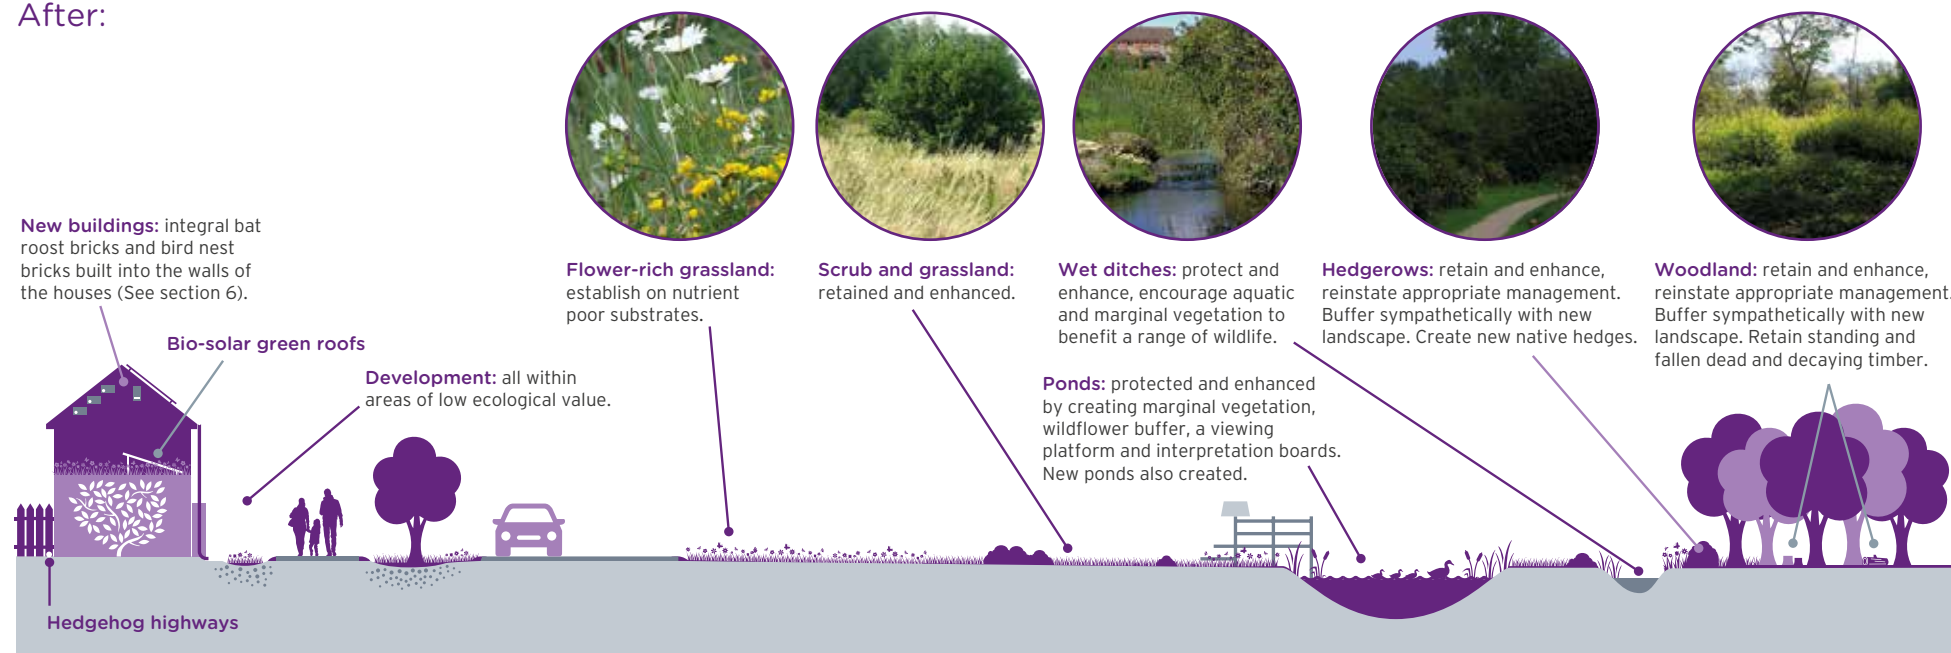 After:
New buildings: integral bat
roost bricks and bird nest
bricks built into the walls of
the houses (See section 6).
Bio-solar green roofs
Development: all within
areas of low ecological value.
Flower-rich grassland:
establish on nutrient
poor substrates.
Scrub and grassland:
retained and enhanced.
Wet ditches: protect and
enhance, encourage aquatic
and marginal vegetation to
benefit a range of wildlife.
Ponds: protected and enhanced
by creating marginal vegetation,
wildflower buffer, a viewing
platform and interpretation boards.
New ponds also created.
Hedgerows: retain and enhance,
reinstate appropriate management.
Buffer sympathetically with new
landscape. Create new native hedges.
Woodland: retain and enhance,
reinstate appropriate management.
Buffer sympathetically with new
landscape. Retain standing and
fallen dead and decaying timber.
Hedgehog highways